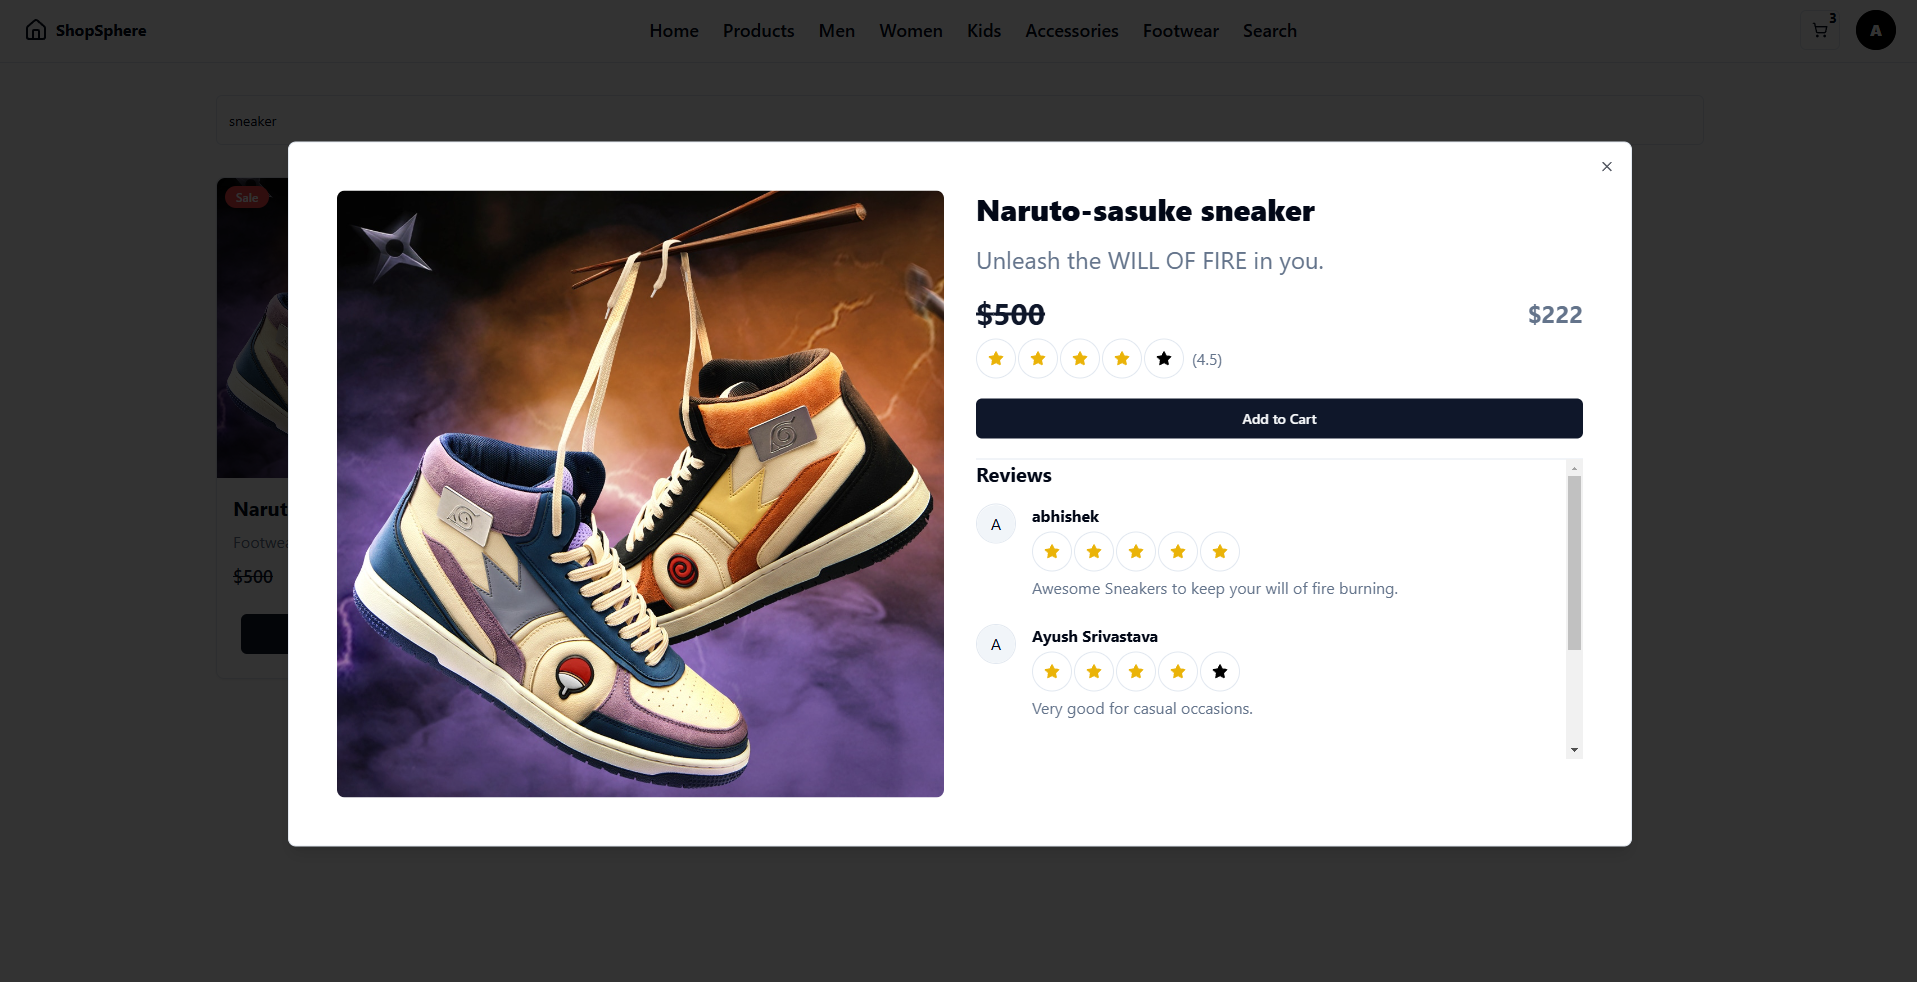 ShopSphere
Home Products Men Women Kids Accessories Footwear Search
3
A
sneaker
Sale
Narut
Footwea
$500
Naruto-sasuke sneaker
Unleash the WILL OF FIRE in you.
$500 $222
(4.5)
Add to Cart
Reviews
A abhishek
Awesome Sneakers to keep your will of fire burning.
A Ayush Srivastava
Very good for casual occasions.